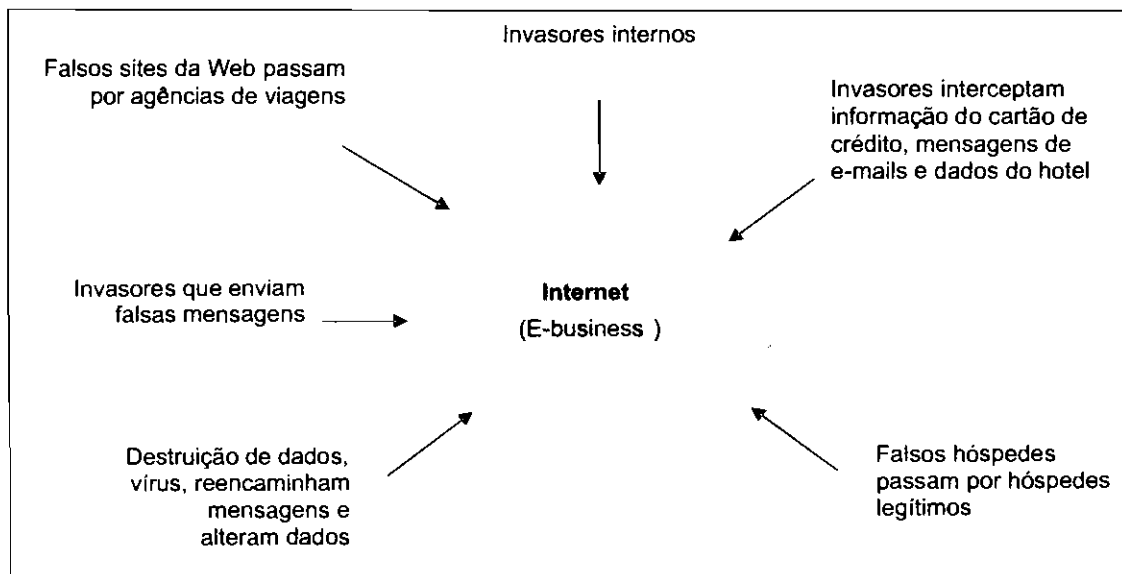 Invasores internos
Falsos sites da Web passam
por agências de viagens
Invasores interceptam
informação do cartão de
crédito, mensagens de
e-mails e dados do hotel
Invasores que enviam
falsas mensagens
Internet
(E-business )
Destruição de dados,
vírus, reencaminham
mensagens e
alteram dados
Falsos hóspedes
passam por hóspedes
legítimos